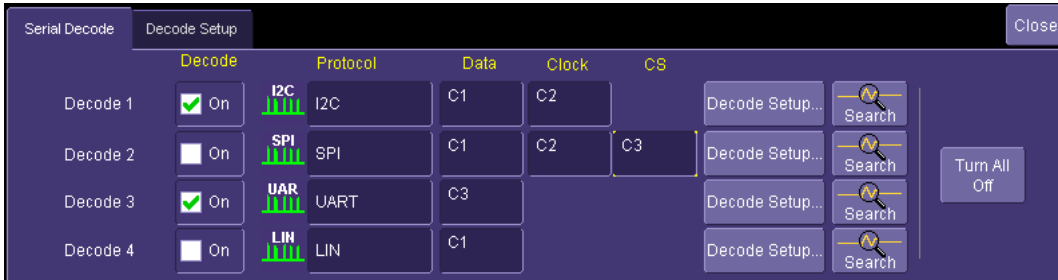 Serial Decode Decode Setup Close
Decode Protocol Data Clock CS
Decode 1 On I2C I2C C1 C2 Decode Setup... Search
Decode 2 On SPI SPI C1 C2 C3 Decode Setup... Search
Turn All Off
Decode 3 On UAR UART C3 Decode Setup... Search
Decode 4 On LIN LIN C1 Decode Setup... Search